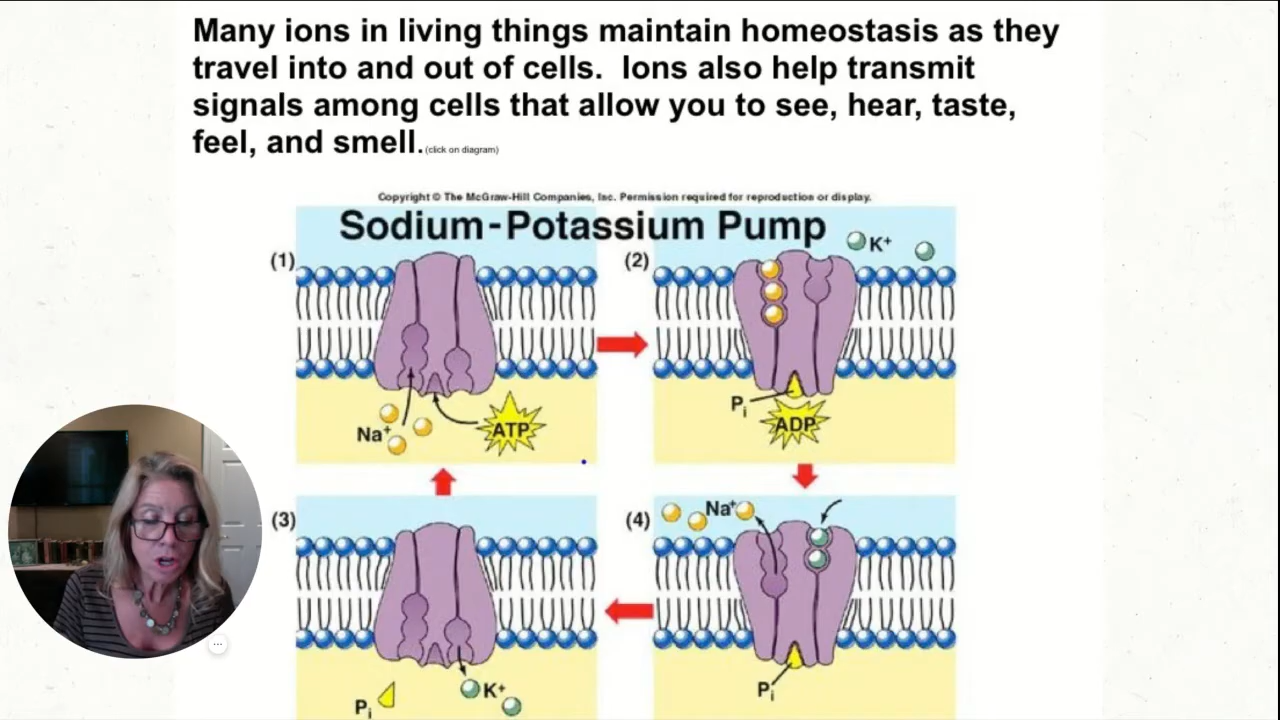 Many ions in living things maintain homeostasis as they
travel into and out of cells. Ions also help transmit
signals among cells that allow you to see, hear, taste,
feel, and smell. (click on diagram)
Copyright © The McGraw-Hill Companies, Inc. Permission required for reproduction or display.
Sodium-Potassium Pump
(1)
Na+
ATP
(2)
K+
Pi
ADP
(3)
Pi
K+
(4)
Na+
Pi